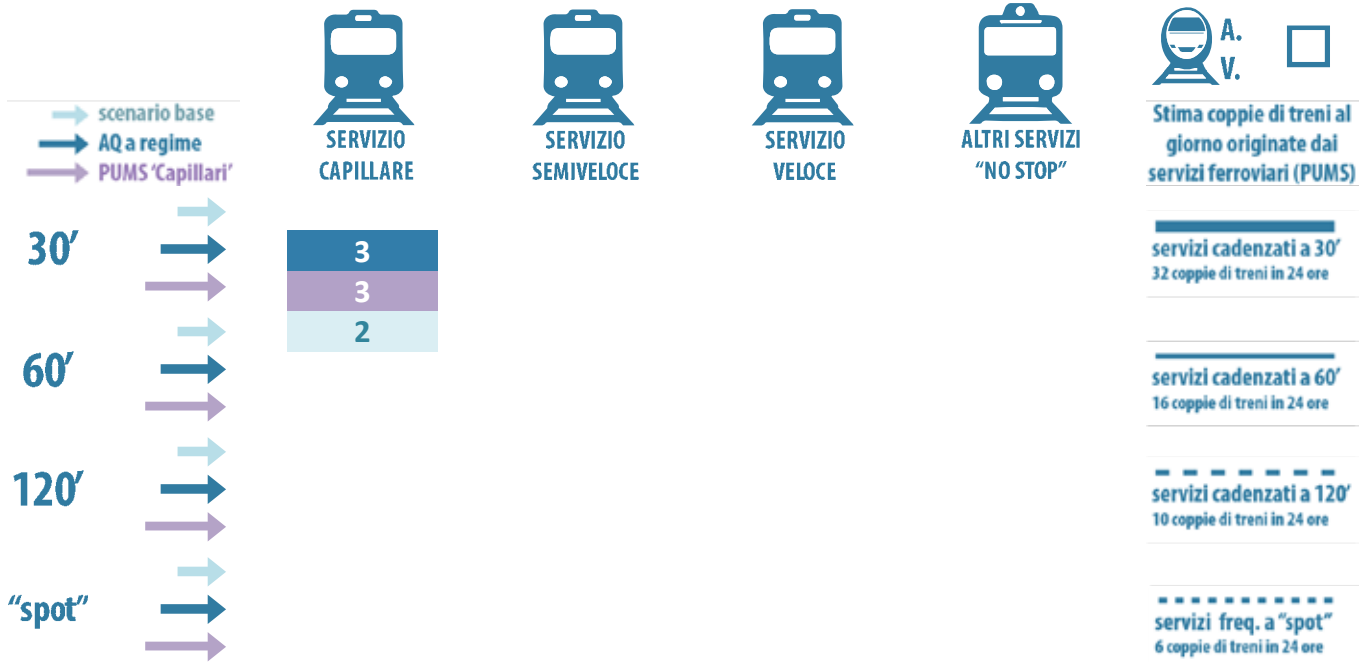 A.
V.
scenario base
AQ a regime
PUMS ‘Capillari’
SERVIZIO
CAPILLARE
SERVIZIO
SEMIVELOCE
SERVIZIO
VELOCE
ALTRI SERVIZI
“NO STOP”
Stima coppie di treni al
giorno originate dai
servizi ferroviari (PUMS)
30’
3
3
2
servizi cadenzati a 30’
32 coppie di treni in 24 ore
60’
servizi cadenzati a 60’
16 coppie di treni in 24 ore
120’
servizi cadenzati a 120’
10 coppie di treni in 24 ore
“spot”
servizi freq. a “spot”
6 coppie di treni in 24 ore